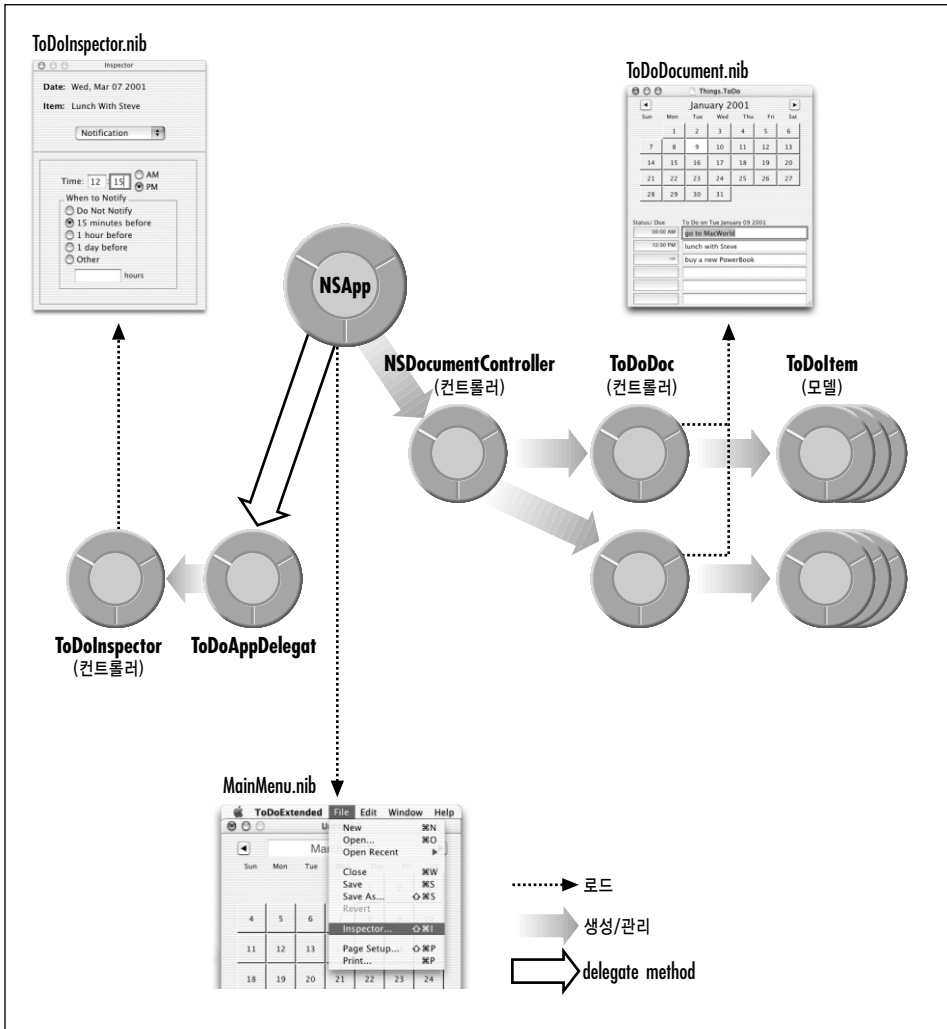 ToDoInspector.nib
Inspector
Date: Wed, Mar 07 2001
Item: Lunch With Steve
Notification
Time: 12 : 15
AM
PM
When to Notify
Do Not Notify
15 minutes before
1 hour before
1 day before
Other
hours
ToDoDocument.nib
Things.ToDo
January 2001
Sun Mon Tue Wed Thu Fri Sat
1 2 3 4 5 6
7 8 9 10 11 12 13
14 15 16 17 18 19 20
21 22 23 24 25 26 27
28 29 30 31
Status/ Due To Do on Tue January 09 2001
09:00 AM go to MacWorld
12:30 PM lunch with Steve
buy a new PowerBook
NSApp
NSDocumentController
(컨트롤러)
ToDoDoc
(컨트롤러)
ToDoItem
(모델)
ToDoInspector
(컨트롤러)
ToDoAppDelegat
MainMenu.nib
ToDoExtended File Edit Window Help
New ⌘N
Open... ⌘O
Open Recent
Close ⌘W
Save ⌘S
Save As... ⇧⌘S
Revert
Inspector... ⇧⌘I
Page Setup... ⇧⌘P
Print... ⌘P
Sun Mon Tue
4 5 6
11 12 13
18 19 20 21 22 23 24
로드
생성/관리
delegate method